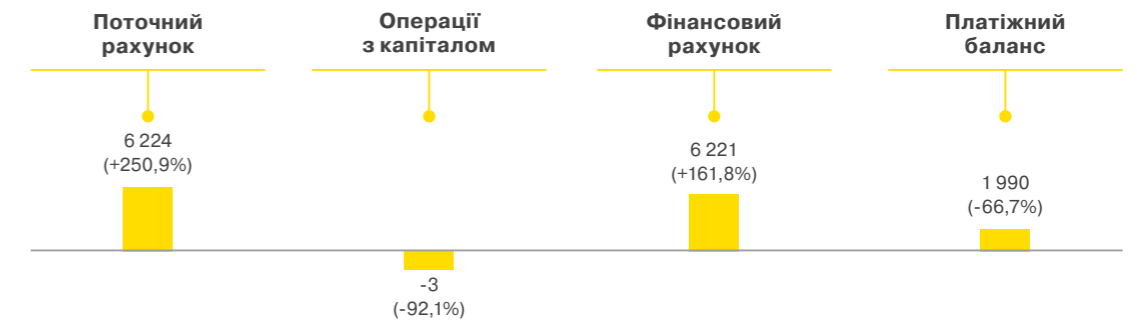 Поточний
рахунок
Операції
з капіталом
Фінансовий
рахунок
Платіжний
баланс
6 224
(+250,9%)
6 221
(+161,8%)
1 990
(-66,7%)
-3
(-92,1%)